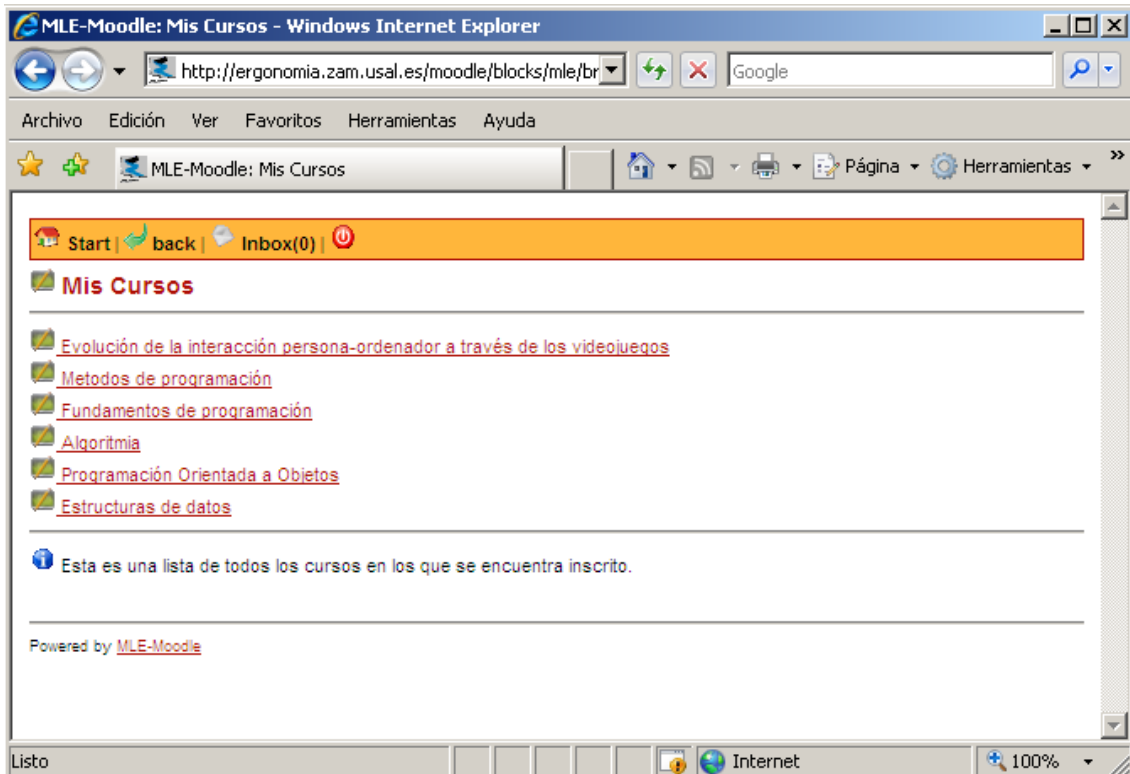 MLE-Moodle: Mis Cursos - Windows Internet Explorer
http://ergonomia.zam.usal.es/moodle/blocks/mle/br
Google
Archivo Edición Ver Favoritos Herramientas Ayuda
MLE-Moodle: Mis Cursos Página Herramientas »
Start | back | Inbox(0) |
Mis Cursos
Evolución de la interacción persona-ordenador a través de los videojuegos
Metodos de programación
Fundamentos de programación
Algoritmia
Programación Orientada a Objetos
Estructuras de datos
Esta es una lista de todos los cursos en los que se encuentra inscrito.
Powered by MLE-Moodle
Listo Internet 100%